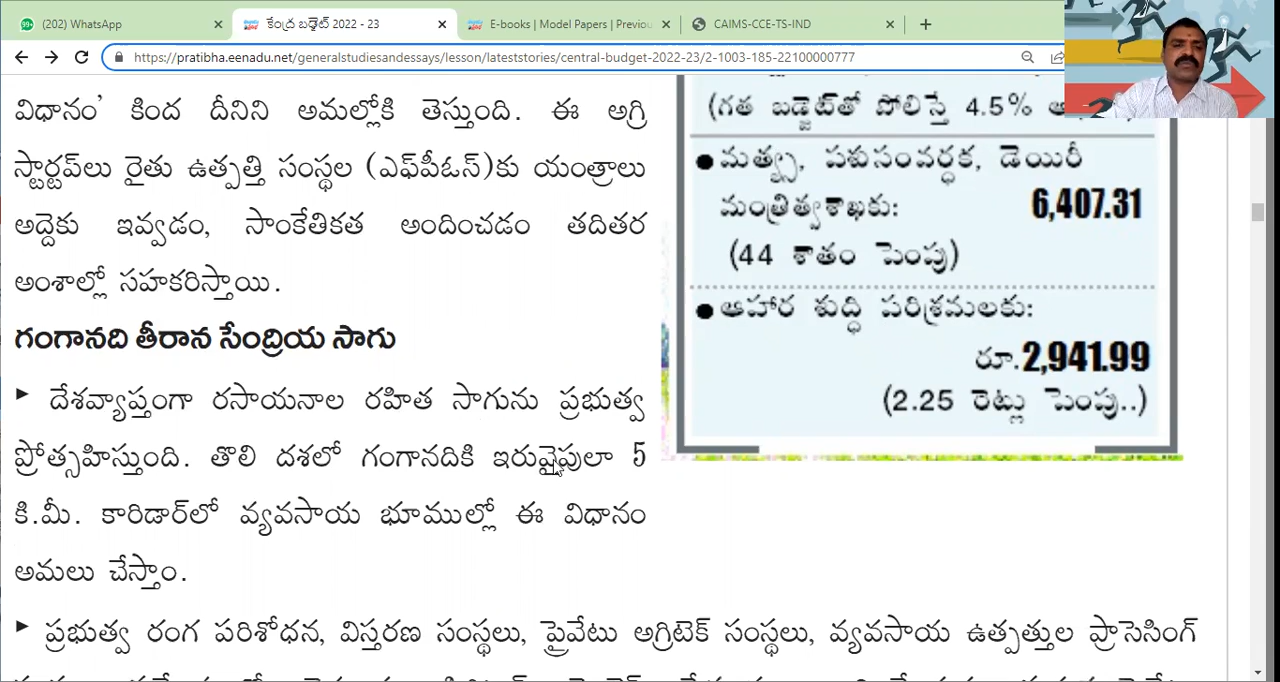 (202) WhatsApp
కేంద్ర బడ్జెట్ 2022 - 23
E-books | Model Papers | Previou
CAIMS-CCE-TS-IND
https://pratibha.eenadu.net/generalstudiesandessays/lesson/lateststories/central-budget-2022-23/2-1003-185-22100000777
విధానం' కింద దీనిని అమల్లోకి తెస్తుంది. ఈ అగ్రి
స్టార్టప్‌లు రైతు ఉత్పత్తి సంస్థల (ఎఫ్‌పీఓస్)కు యంత్రాలు
అద్దెకు ఇవ్వడం, సాంకేతికత అందించడం తదితర
అంశాల్లో సహకరిస్తాయి.
గంగానది తీరాన సేంద్రియ సాగు
► దేశవ్యాప్తంగా రసాయనాల రహిత సాగును ప్రభుత్వ
ప్రోత్సహిస్తుంది. తొలి దశలో గంగానదికి ఇరువైపులా 5
కి.మీ. కారిడార్‌లో వ్యవసాయ భూముల్లో ఈ విధానం
అమలు చేస్తాం.
► ప్రభుత్వ రంగ పరిశోధన, విస్తరణ సంస్థలు, ప్రైవేటు అగ్రిటెక్ సంస్థలు, వ్యవసాయ ఉత్పత్తుల ప్రాసెసింగ్
(గత బడ్జెట్‌తో పోలిస్తే 4.5%
● మత్స్య, పశుసంవర్ధక, డెయిరీ
మంత్రిత్వశాఖకు: 6,407.31
(44 శాతం పెంపు)
● ఆహార శుద్ధి పరిశ్రమలకు:
రూ.2,941.99
(2.25 రెట్లు పెంపు..)